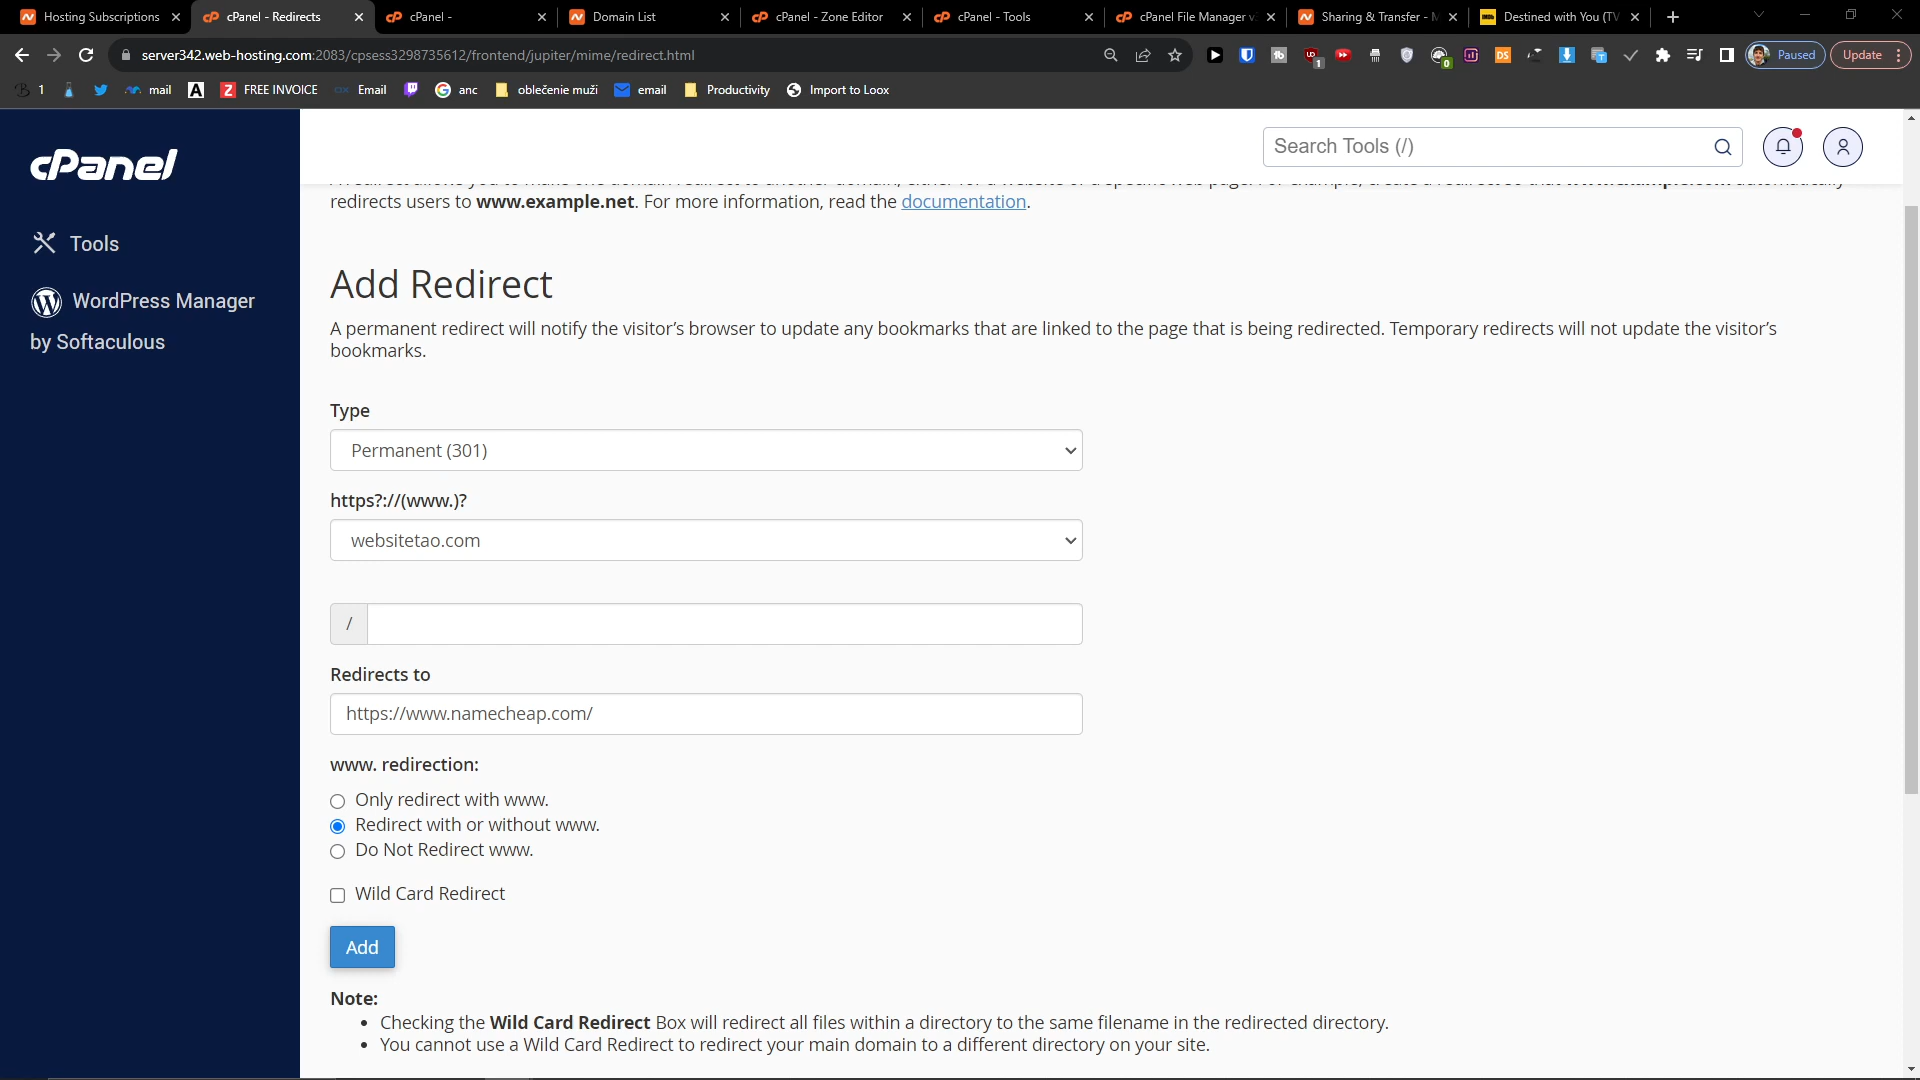 Hosting Subscriptions
cPanel - Redirects
cPanel -
Domain List
cPanel - Zone Editor
cPanel - Tools
cPanel File Manager v
Sharing & Transfer -
Destined with You (TV
server342.web-hosting.com:2083/cpsess3298735612/frontend/jupiter/mime/redirect.html
Paused
Update
1
mail
FREE INVOICE
Email
anc
oblečenie muži
email
Productivity
Import to Loox
cPanel
Search Tools (/)
Tools
WordPress Manager
by Softaculous
redirects users to www.example.net. For more information, read the documentation.
Add Redirect
A permanent redirect will notify the visitor’s browser to update any bookmarks that are linked to the page that is being redirected. Temporary redirects will not update the visitor’s
bookmarks.
Type
Permanent (301)
https?://(www.)?
websitetao.com
/
Redirects to
https://www.namecheap.com/
www. redirection:
Only redirect with www.
Redirect with or without www.
Do Not Redirect www.
Wild Card Redirect
Add
Note:
• Checking the Wild Card Redirect Box will redirect all files within a directory to the same filename in the redirected directory.
• You cannot use a Wild Card Redirect to redirect your main domain to a different directory on your site.